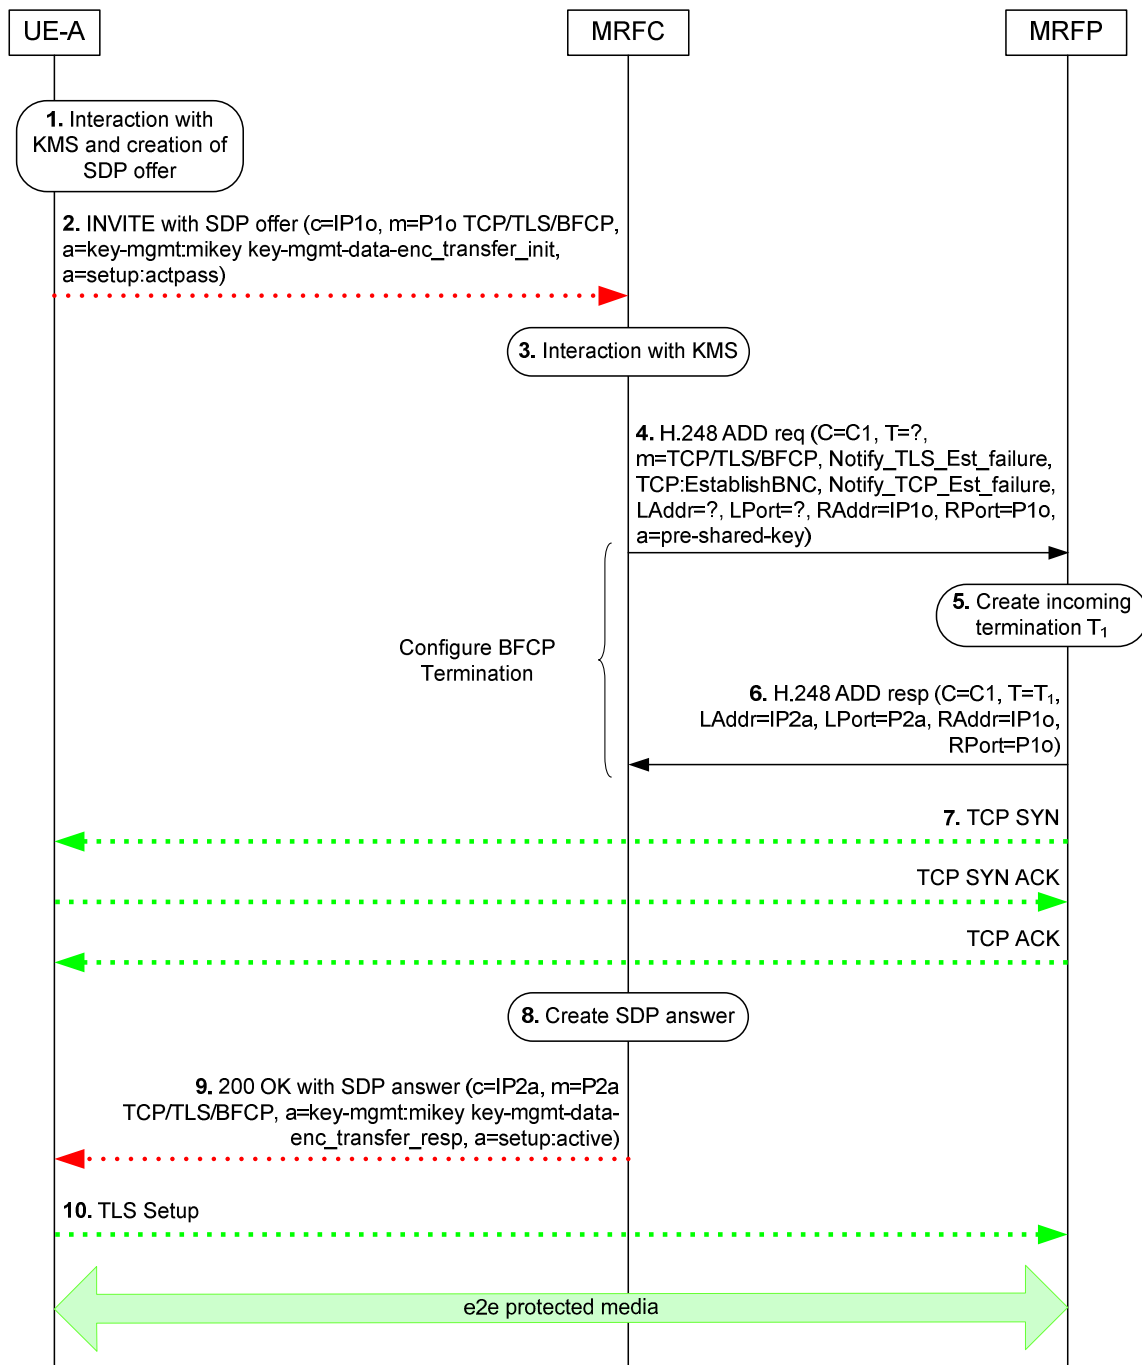 UE-A
MRFC
MRFP
1. Interaction with
KMS and creation of
SDP offer
2. INVITE with SDP offer (c=IP1o, m=P1o TCP/TLS/BFCP,
a=key-mgmt:mikey key-mgmt-data-enc_transfer_init,
a=setup:actpass)
3. Interaction with KMS
4. H.248 ADD req (C=C1, T=?,
m=TCP/TLS/BFCP, Notify_TLS_Est_failure,
TCP:EstablishBNC, Notify_TCP_Est_failure,
LAddr=?, LPort=?, RAddr=IP1o, RPort=P1o,
a=pre-shared-key)
5. Create incoming
termination T₁
Configure BFCP
Termination
6. H.248 ADD resp (C=C1, T=T₁,
LAddr=IP2a, LPort=P2a, RAddr=IP1o,
RPort=P1o)
7. TCP SYN
TCP SYN ACK
TCP ACK
8. Create SDP answer
9. 200 OK with SDP answer (c=IP2a, m=P2a
TCP/TLS/BFCP, a=key-mgmt:mikey key-mgmt-data-
enc_transfer_resp, a=setup:active)
10. TLS Setup
e2e protected media